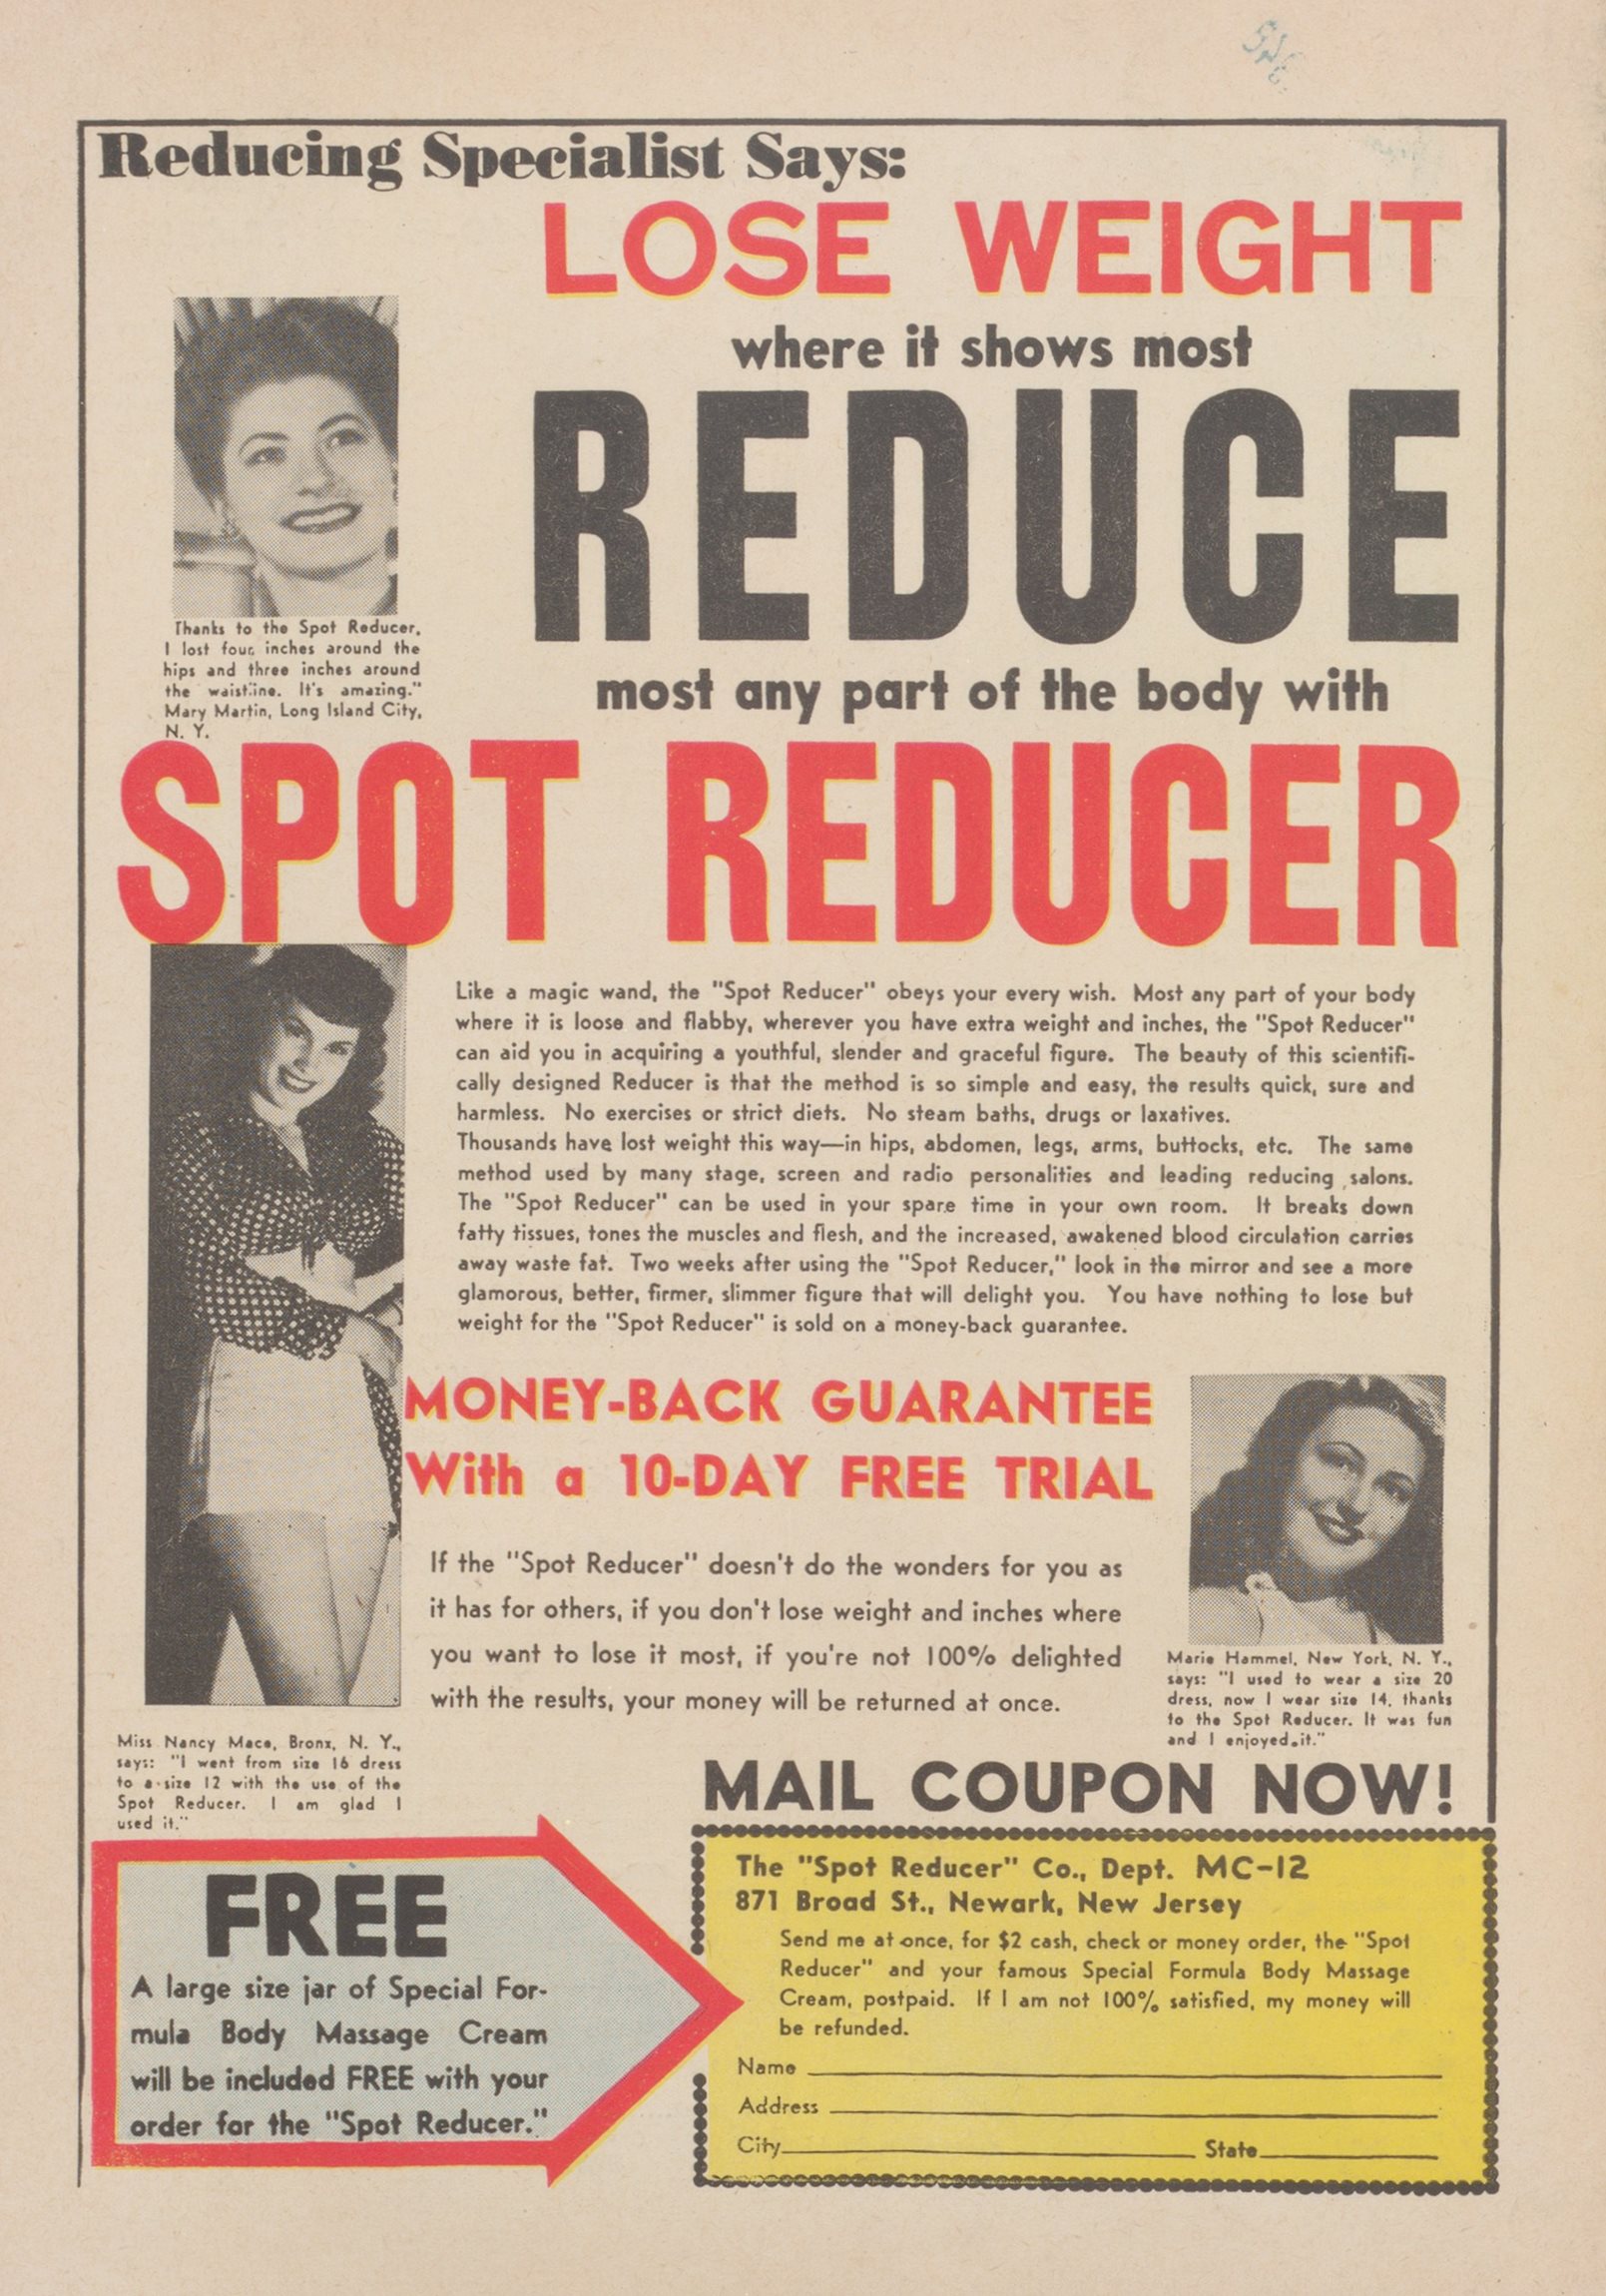 Reducing Specialist Says:
LOSE WEIGHT
where it shows most
REDUCE
most any part of the body with
SPOT REDUCER
Thanks to the Spot Reducer,
I lost four inches around the
hips and three inches around
the waistline. It's amazing."
Mary Martin, Long Island City,
N. Y.
Like a magic wand, the "Spot Reducer" obeys your every wish. Most any part of your body
where it is loose and flabby, wherever you have extra weight and inches, the "Spot Reducer"
can aid you in acquiring a youthful, slender and graceful figure. The beauty of this scientifi-
cally designed Reducer is that the method is so simple and easy, the results quick, sure and
harmless. No exercises or strict diets. No steam baths, drugs or laxatives.
Thousands have lost weight this way—in hips, abdomen, legs, arms, buttocks, etc. The same
method used by many stage, screen and radio personalities and leading reducing salons.
The "Spot Reducer" can be used in your spare time in your own room. It breaks down
fatty tissues, tones the muscles and flesh, and the increased, awakened blood circulation carries
away waste fat. Two weeks after using the "Spot Reducer," look in the mirror and see a more
glamorous, better, firmer, slimmer figure that will delight you. You have nothing to lose but
weight for the "Spot Reducer" is sold on a money-back guarantee.
MONEY-BACK GUARANTEE
With a 10-DAY FREE TRIAL
If the "Spot Reducer" doesn't do the wonders for you as
it has for others, if you don't lose weight and inches where
you want to lose it most, if you're not 100% delighted
with the results, your money will be returned at once.
Marie Hammel, New York, N. Y.,
says: "I used to wear a size 20
dress, now I wear size 14, thanks
to the Spot Reducer. It was fun
and I enjoyed it."
Miss Nancy Mace, Bronx, N. Y.,
says: "I went from size 16 dress
to a size 12 with the use of the
Spot Reducer. I am glad I
used it."
MAIL COUPON NOW!
FREE
A large size jar of Special For-
mula Body Massage Cream
will be included FREE with your
order for the "Spot Reducer."
The "Spot Reducer" Co., Dept. MC-12
871 Broad St., Newark, New Jersey
Send me at once, for $2 cash, check or money order, the "Spot
Reducer" and your famous Special Formula Body Massage
Cream, postpaid. If I am not 100% satisfied, my money will
be refunded.
Name
Address
City State